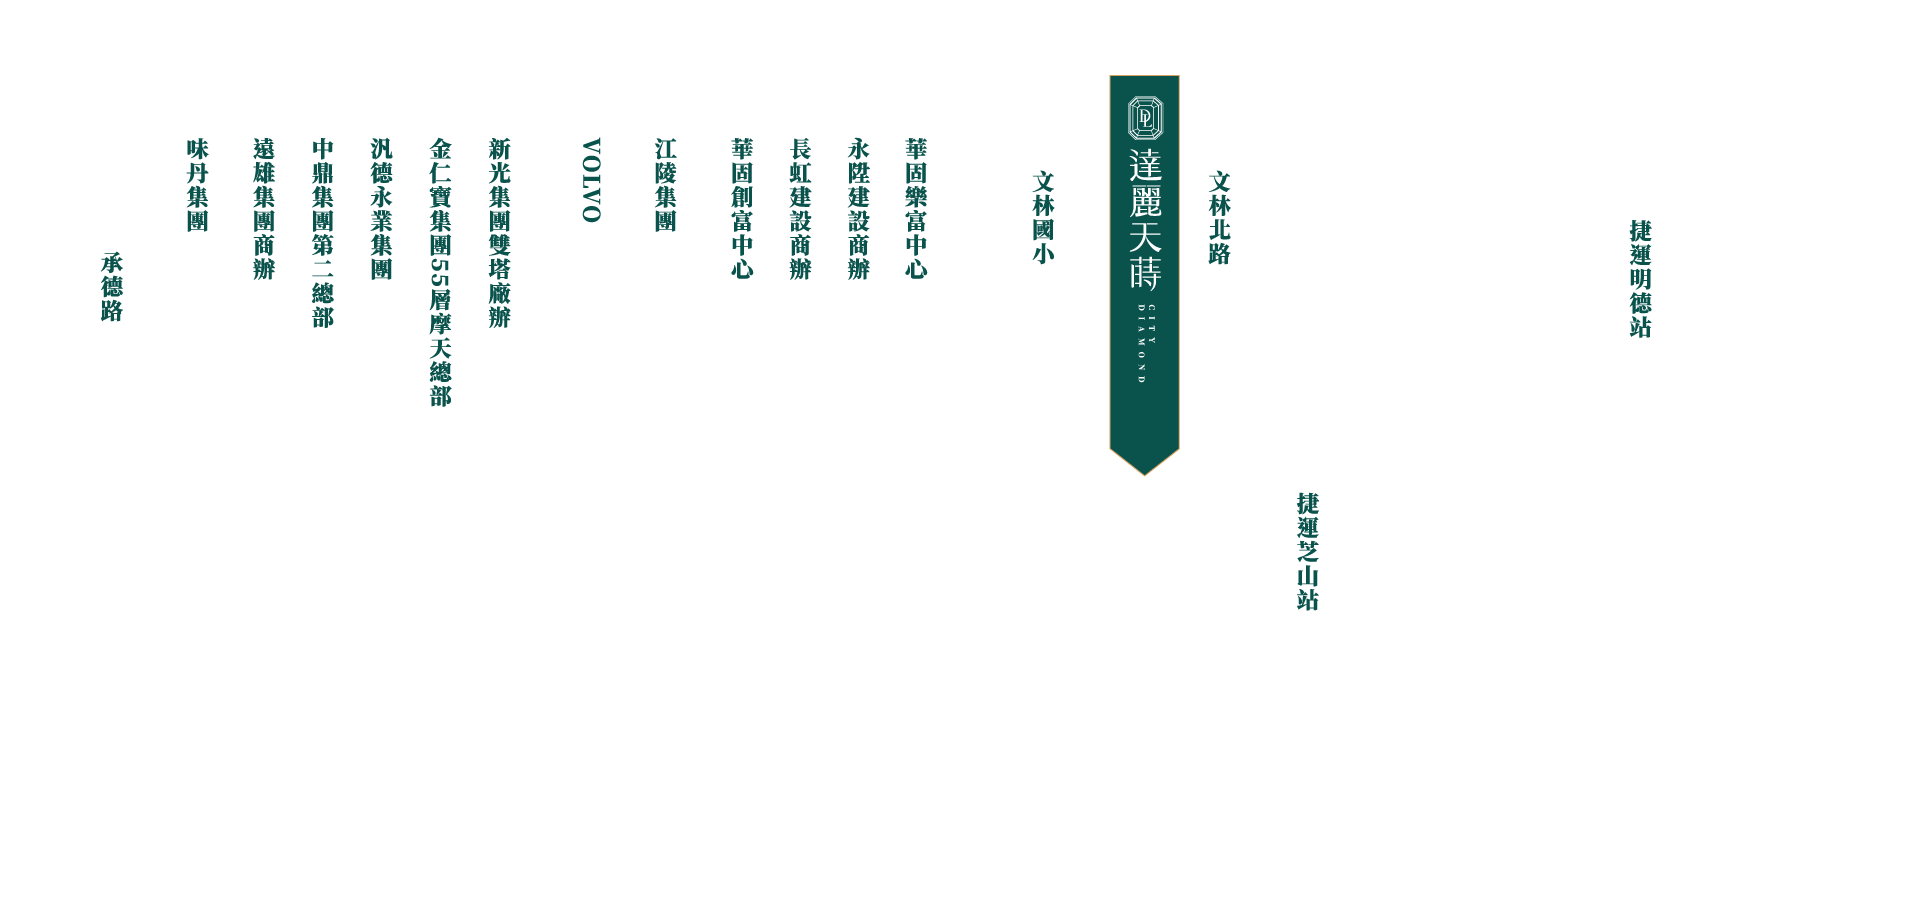 承德路
味丹集團
遠雄集團商辦
中鼎集團第二總部
汎德永業集團
金仁寶集團55層摩天總部
新光集團雙塔廠辦
VOLVO
江陵集團
華固創富中心
長虹建設商辦
永陞建設商辦
華固樂富中心
文林國小
DL
達麗天蒔
CITY
DIAMOND
文林北路
捷運芝山站
捷運明德站